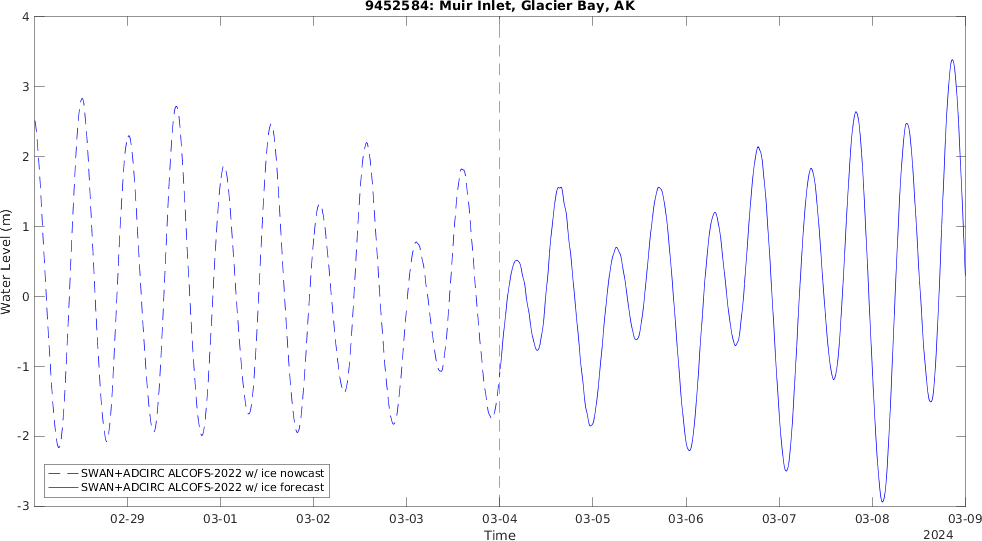 9452584: Muir Inlet, Glacier Bay, AK
4
3
2
1
0
-1
-2
-3
Water Level (m)
SWAN+ADCIRC ALCOFS-2022 w/ ice nowcast
SWAN+ADCIRC ALCOFS-2022 w/ ice forecast
02-29 03-01 03-02 03-03 03-04 03-05 03-06 03-07 03-08 03-09
Time
2024